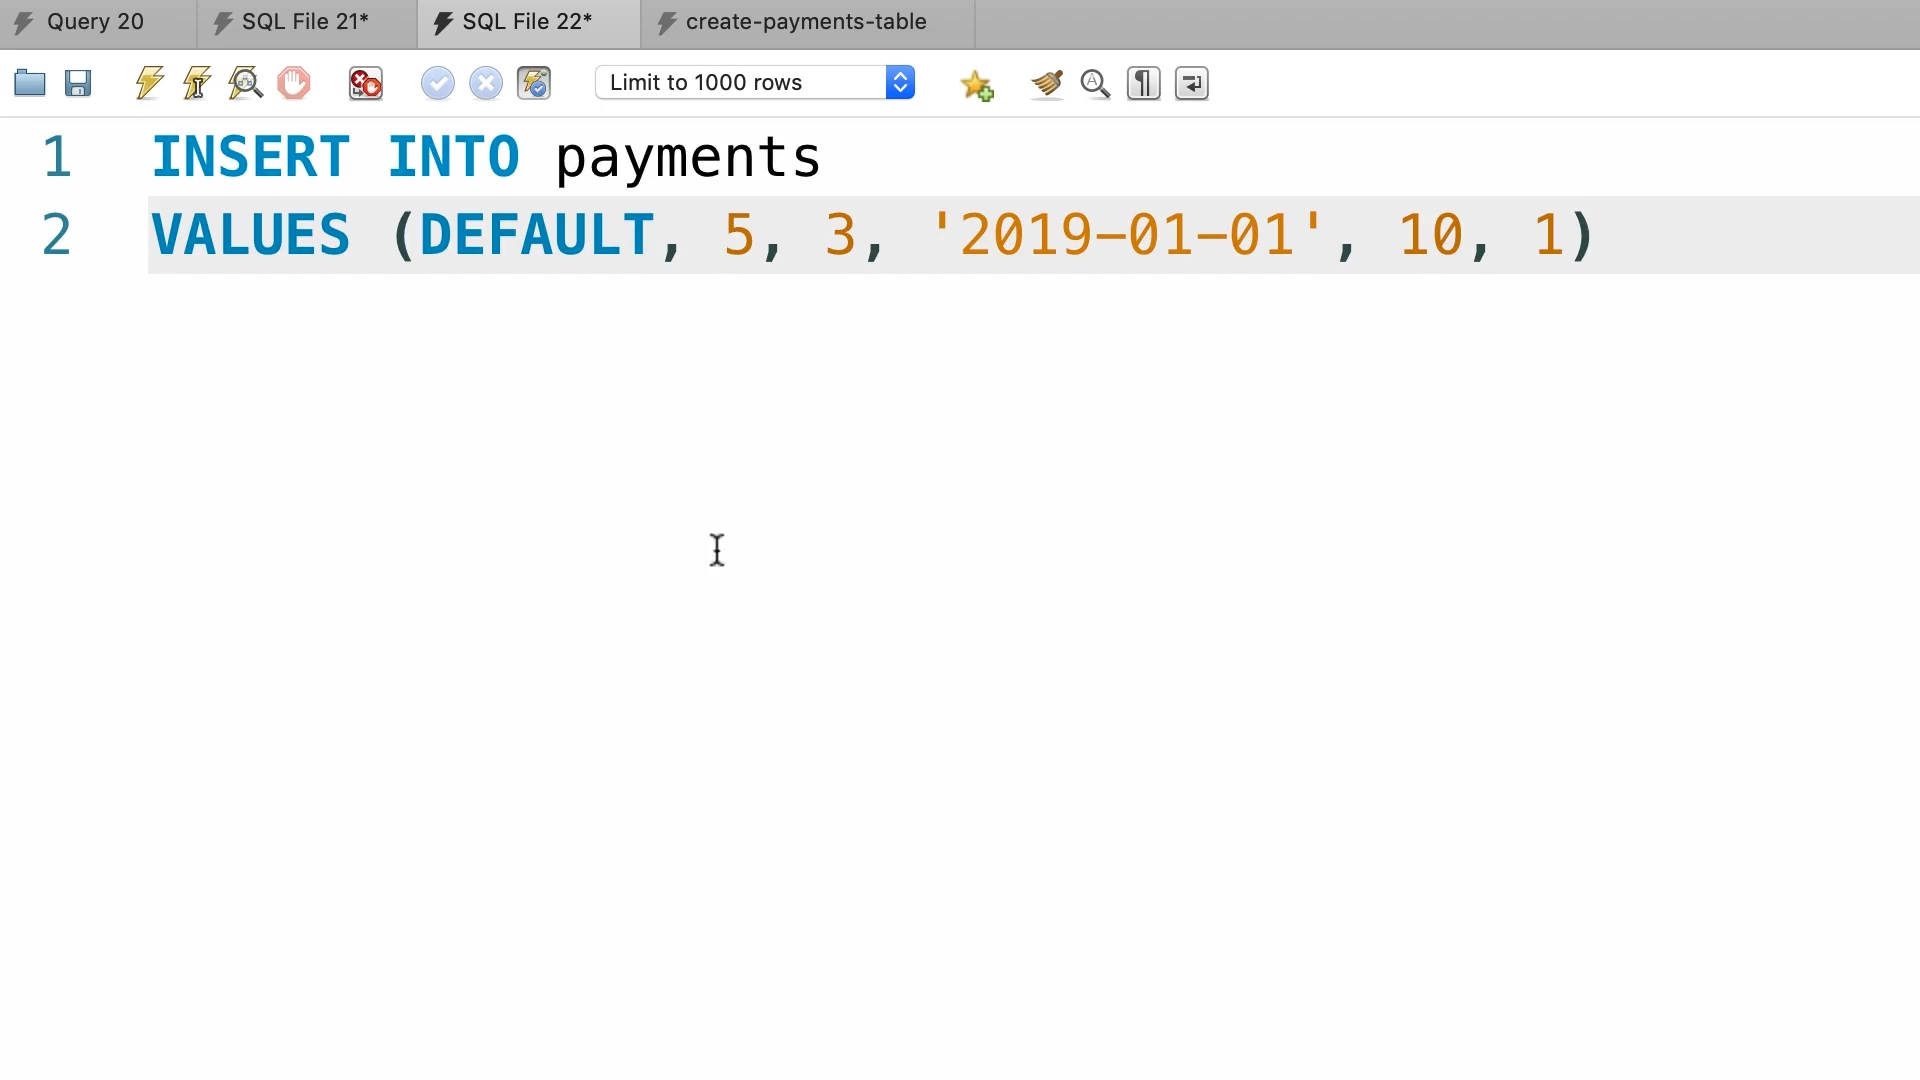 Query 20
SQL File 21*
SQL File 22*
create-payments-table
Limit to 1000 rows
1 INSERT INTO payments
2 VALUES (DEFAULT, 5, 3, '2019-01-01', 10, 1)